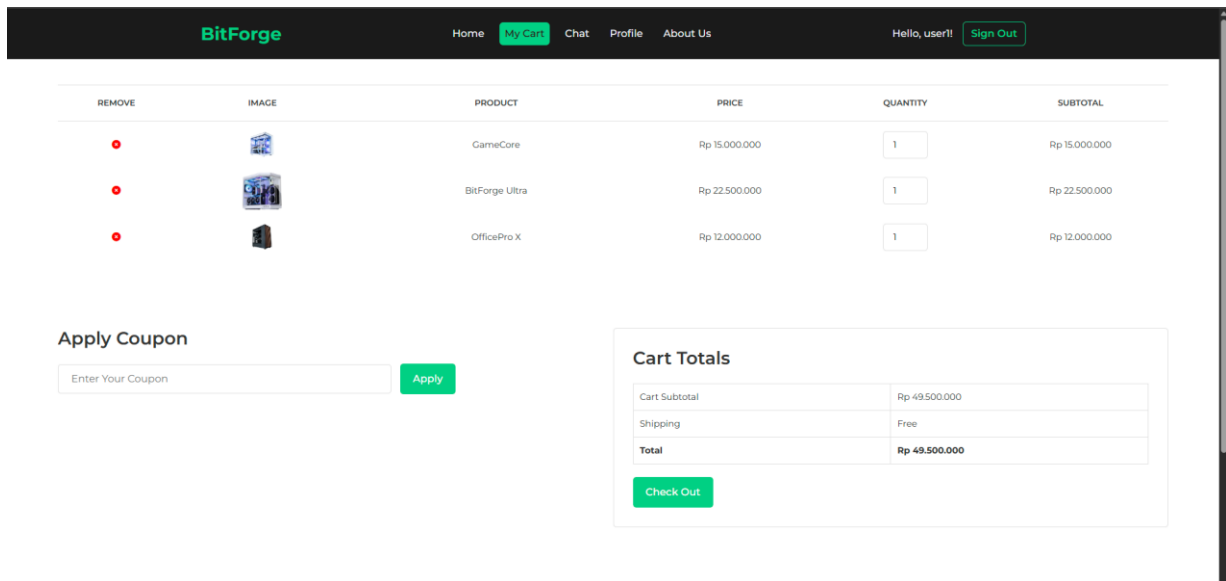 BitForge Home My Cart Chat Profile About Us Hello, user1! Sign Out
REMOVE IMAGE PRODUCT PRICE QUANTITY SUBTOTAL
GameCore Rp 15.000.000 1 Rp 15.000.000
BitForge Ultra Rp 22.500.000 1 Rp 22.500.000
OfficePro X Rp 12.000.000 1 Rp 12.000.000
Apply Coupon
Enter Your Coupon Apply
Cart Totals
Cart Subtotal Rp 49.500.000
Shipping Free
Total Rp 49.500.000
Check Out